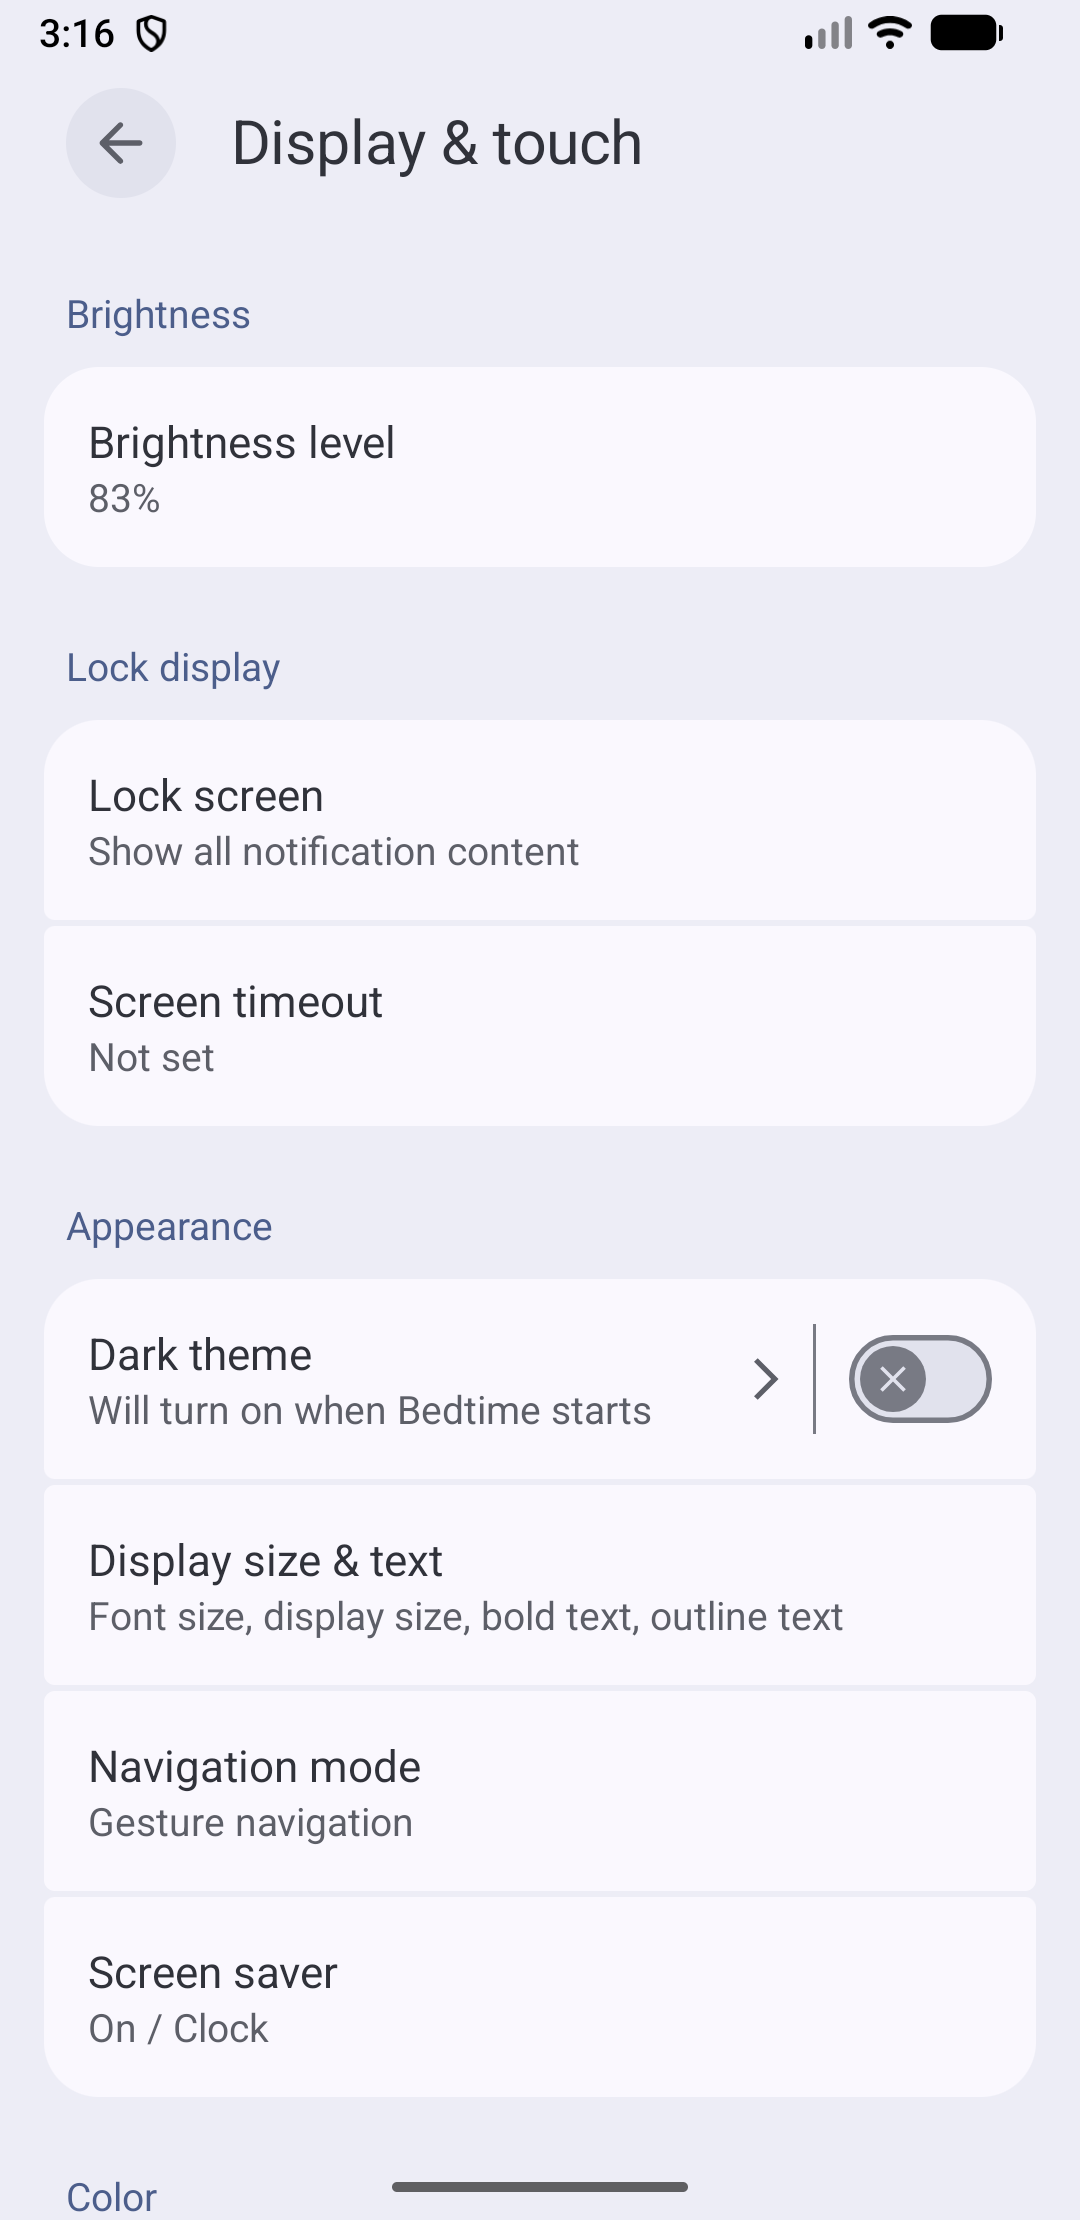 3:16
Display & touch
Brightness
Brightness level
83%
Lock display
Lock screen
Show all notification content
Screen timeout
Not set
Appearance
Dark theme
Will turn on when Bedtime starts
Display size & text
Font size, display size, bold text, outline text
Navigation mode
Gesture navigation
Screen saver
On / Clock
Color